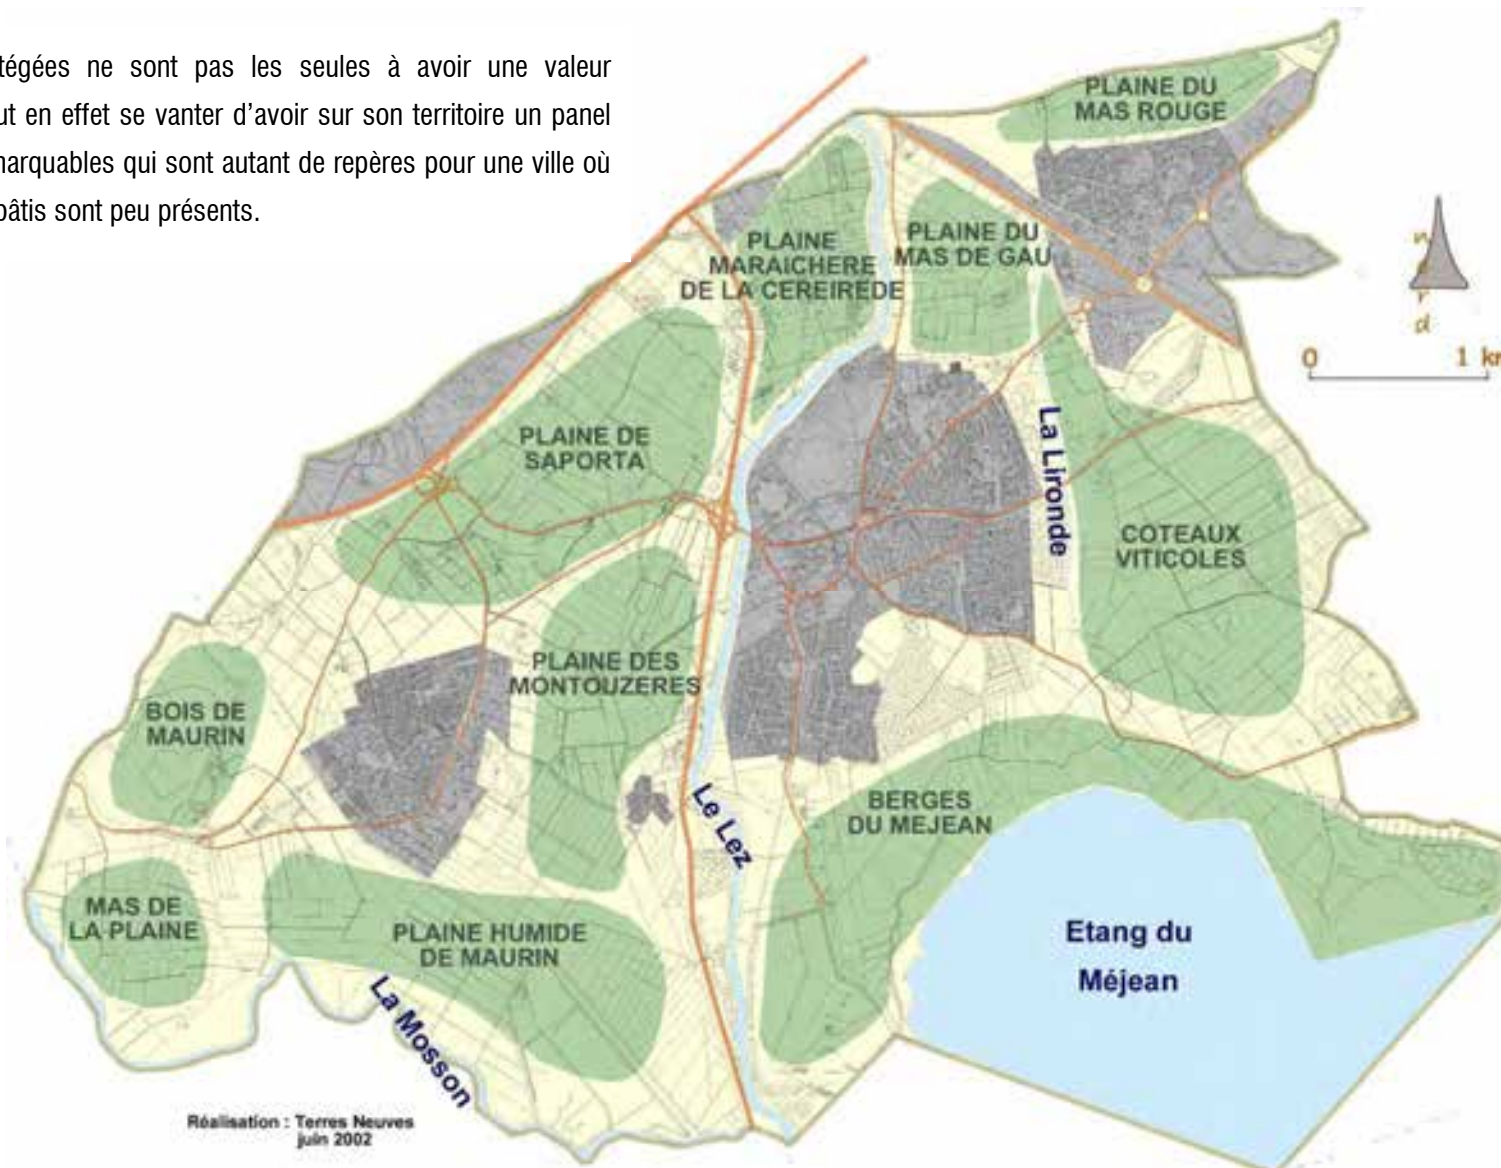 tégées ne sont pas les seules à avoir une valeur
ut en effet se vanter d'avoir sur son territoire un panel
marquables qui sont autant de repères pour une ville où
bâtis sont peu présents.
PLAINE DU
MAS ROUGE
PLAINE
MARAICHERE
DE LA CEREIREDE
PLAINE DU
MAS DE GAU
nord
0 1 km
PLAINE DE
SAPORTA
La Lironde
COTEAUX
VITICOLES
PLAINE DES
MONTOUZERES
BOIS DE
MAURIN
Le Lez
BERGES
DU MEJEAN
MAS DE
LA PLAINE
PLAINE HUMIDE
DE MAURIN
Etang du
Méjean
La Mosson
Réalisation : Terres Neuves
juin 2002